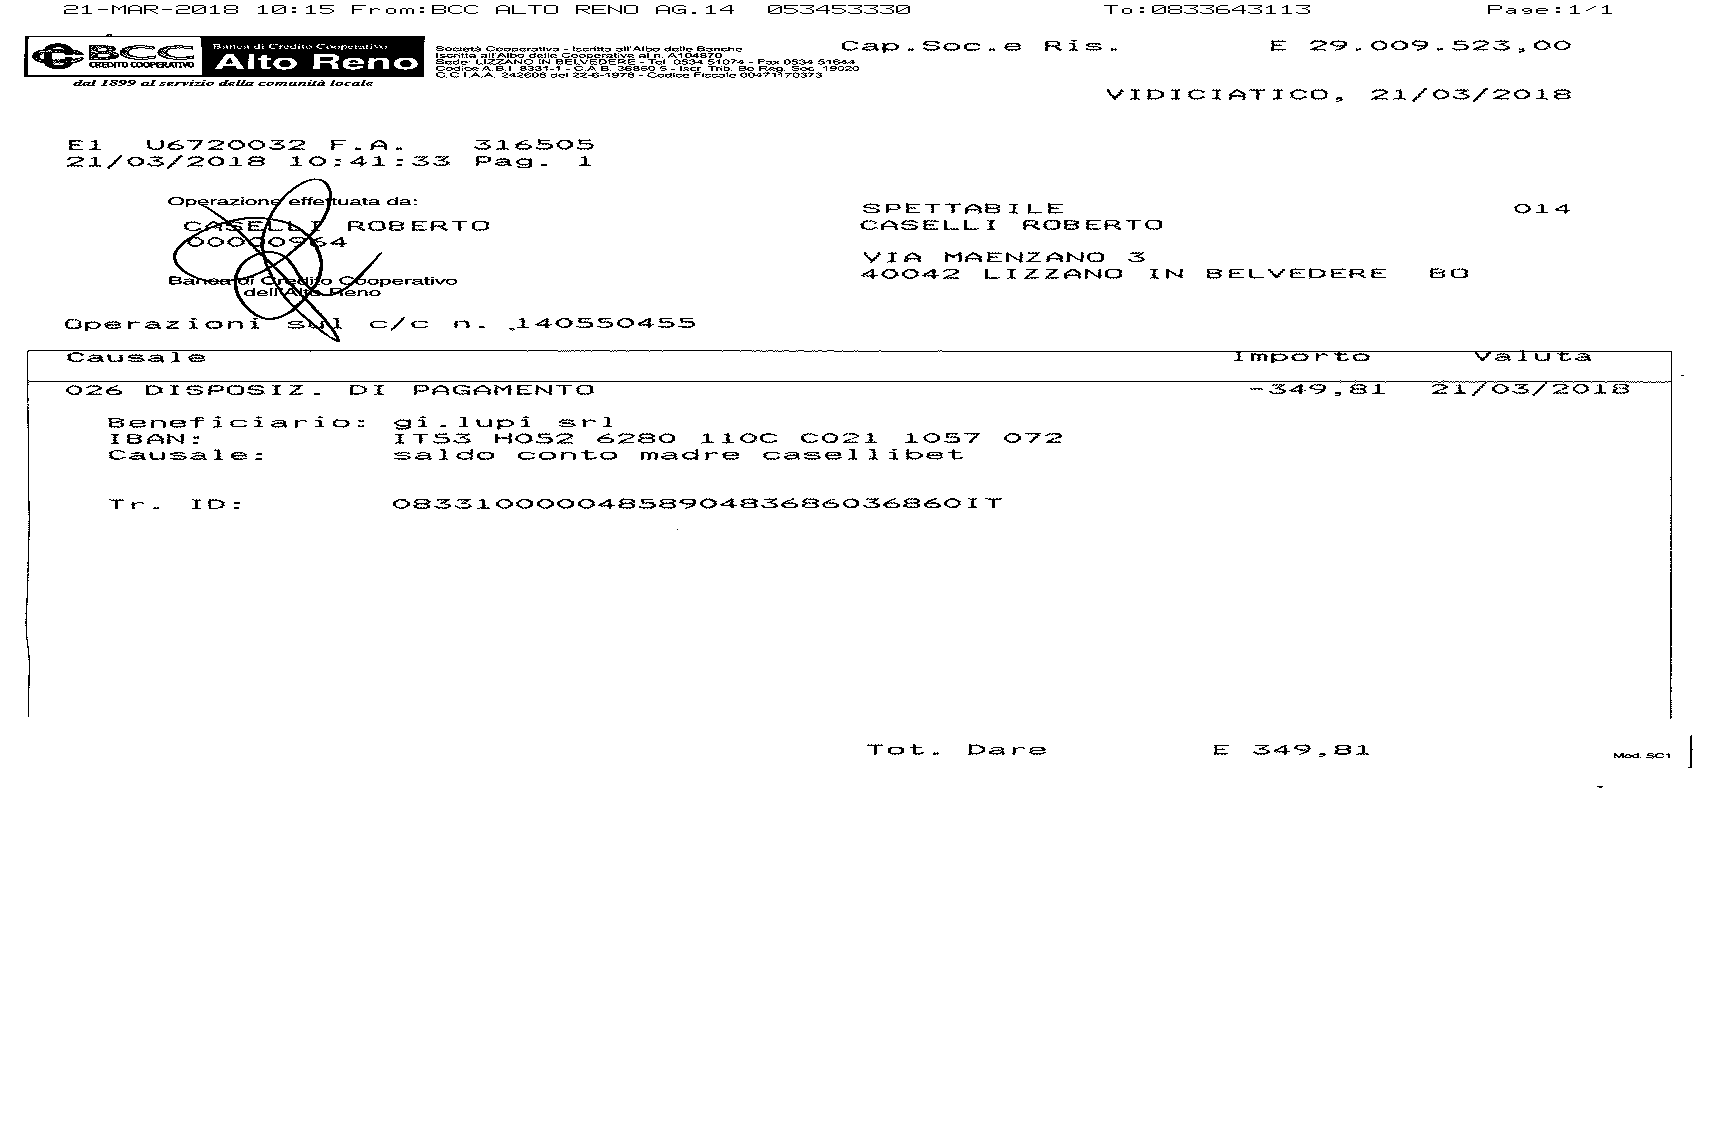 21-MAR-2018 10:15 From:BCC ALTO RENO AG.14 053453330 To:0833643113 Page:1/1
BCC
CREDITO COOPERATIVO
Banca di Credito Cooperativo
Alto Reno
dal 1899 al servizio della comunità locale
Società Cooperativa - Iscritta all'Albo delle Banche
Iscritta all'Albo delle Cooperative al n. A104870
Sede: LIZZANO IN BELVEDERE - Tel. 0534 51074 - Fax 0534 51644
Codice A.B.I. 8331-1 - C.A.B. 36860 5 - Iscr. Trib. Bo Reg. Soc. 19020
C.C.I.A.A. 242608 del 22-6-1978 - Codice Fiscale 00471170373
Cap.Soc.e Ris. E 29.009.523,00
VIDICIATICO, 21/03/2018
E1 U6720032 F.A. 316505
21/03/2018 10:41:33 Pag. 1
Operazione effettuata da:
CASELLI ROBERTO
00000964
Banca di Credito Cooperativo
dell'Alto Reno
SPETTABILE 014
CASELLI ROBERTO
VIA MAENZANO 3
40042 LIZZANO IN BELVEDERE BO
Operazioni sul c/c n. 140550455
Causale Importo Valuta
026 DISPOSIZ. DI PAGAMENTO -349,81 21/03/2018
Beneficiario: gi.lupi srl
IBAN: IT53 H052 6280 110C C021 1057 072
Causale: saldo conto madre casellibet
Tr. ID: 0833100000485890483686036860IT
Tot. Dare E 349,81
Mod. SC1